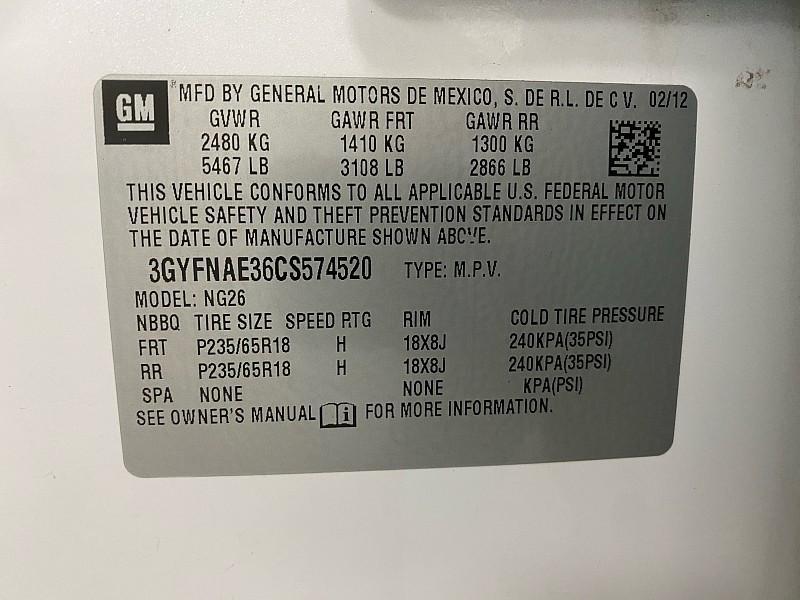 GM ® MFD BY GENERAL MOTORS DE MEXICO, S. DE R.L. DE C V. 02/12
GVWR GAWR FRT GAWR RR
2480 KG 1410 KG 1300 KG
5467 LB 3108 LB 2866 LB
THIS VEHICLE CONFORMS TO ALL APPLICABLE U.S. FEDERAL MOTOR
VEHICLE SAFETY AND THEFT PREVENTION STANDARDS IN EFFECT ON
THE DATE OF MANUFACTURE SHOWN ABOVE.
3GYFNAE36CS574520 TYPE: M.P.V.
MODEL: NG26
NBBQ TIRE SIZE SPEED RTG RIM COLD TIRE PRESSURE
FRT P235/65R18 H 18X8J 240KPA(35PSI)
RR P235/65R18 H 18X8J 240KPA(35PSI)
SPA NONE NONE KPA(PSI)
SEE OWNER'S MANUAL i FOR MORE INFORMATION.